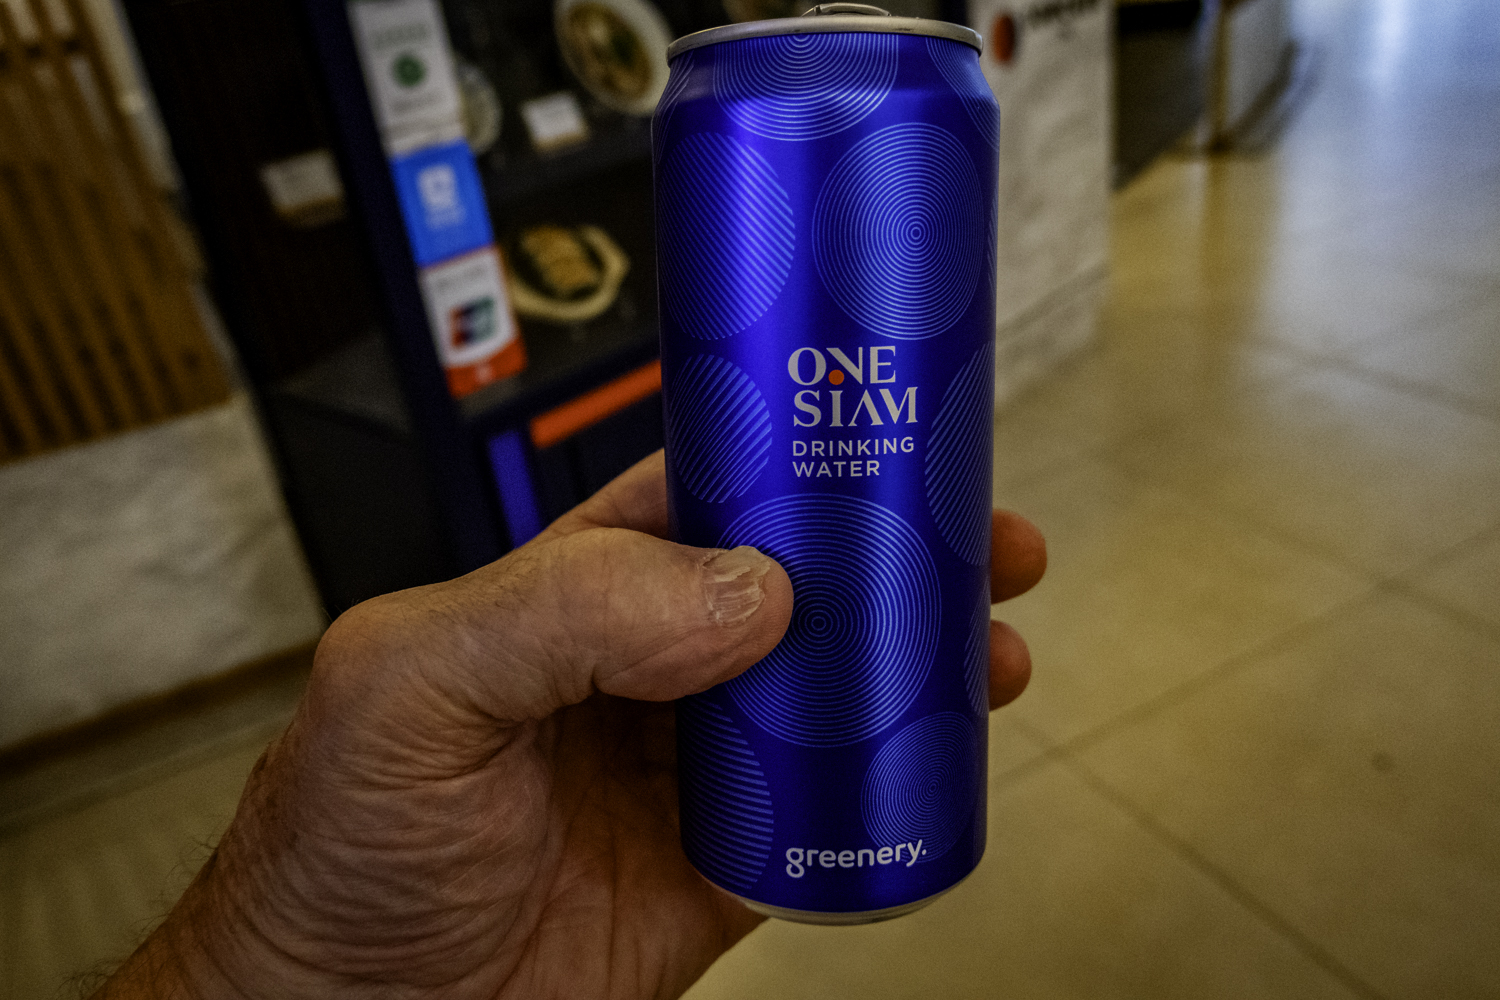 ONE
SIAM
DRINKING
WATER
greenery.